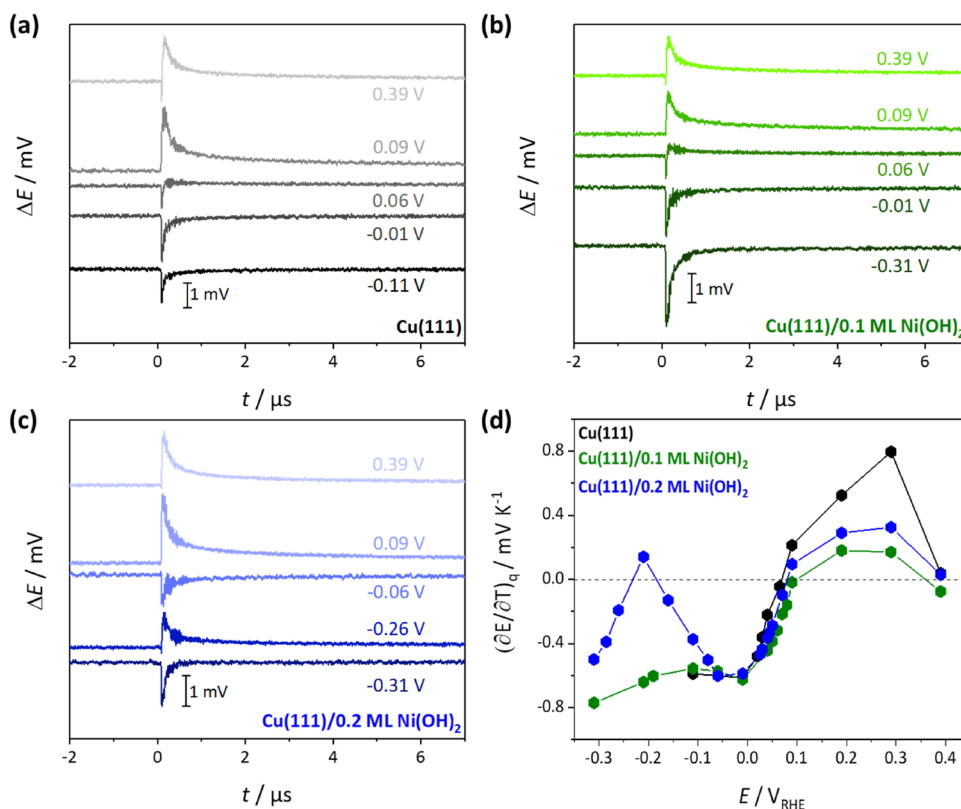 (a)
ΔE / mV
0.39 V
0.09 V
0.06 V
-0.01 V
-0.11 V
1 mV
Cu(111)
-2 0 2 4 6
t / μs
(b)
ΔE / mV
0.39 V
0.09 V
0.06 V
-0.01 V
-0.31 V
1 mV
Cu(111)/0.1 ML Ni(OH)₂
-2 0 2 4 6
t / μs
(c)
ΔE / mV
0.39 V
0.09 V
-0.06 V
-0.26 V
-0.31 V
1 mV
Cu(111)/0.2 ML Ni(OH)₂
-2 0 2 4 6
t / μs
(d)
(∂E/∂T)q / mV K⁻¹
Cu(111)
Cu(111)/0.1 ML Ni(OH)₂
Cu(111)/0.2 ML Ni(OH)₂
0.8
0.4
0.0
-0.4
-0.8
-0.3 -0.2 -0.1 0.0 0.1 0.2 0.3 0.4
E / V_RHE